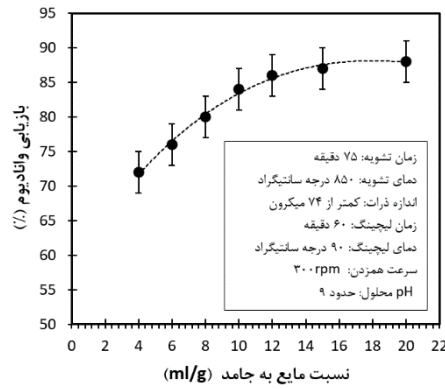 بازیابی وانادیوم (%)
95
90
85
80
75
70
65
60
55
50
زمان تشویه: ۷۵ دقیقه
دمای تشویه: ۸۵۰ درجه سانتیگراد
اندازه ذرات: کمتر از ۷۴ میکرون
زمان لیچینگ: ۶۰ دقیقه
دمای لیچینگ: ۹۰ درجه سانتیگراد
سرعت همزدن: ۳۰۰rpm
pH محلول: حدود ۹
0 2 4 6 8 10 12 14 16 18 20 22
نسبت مایع به جامد (ml/g)